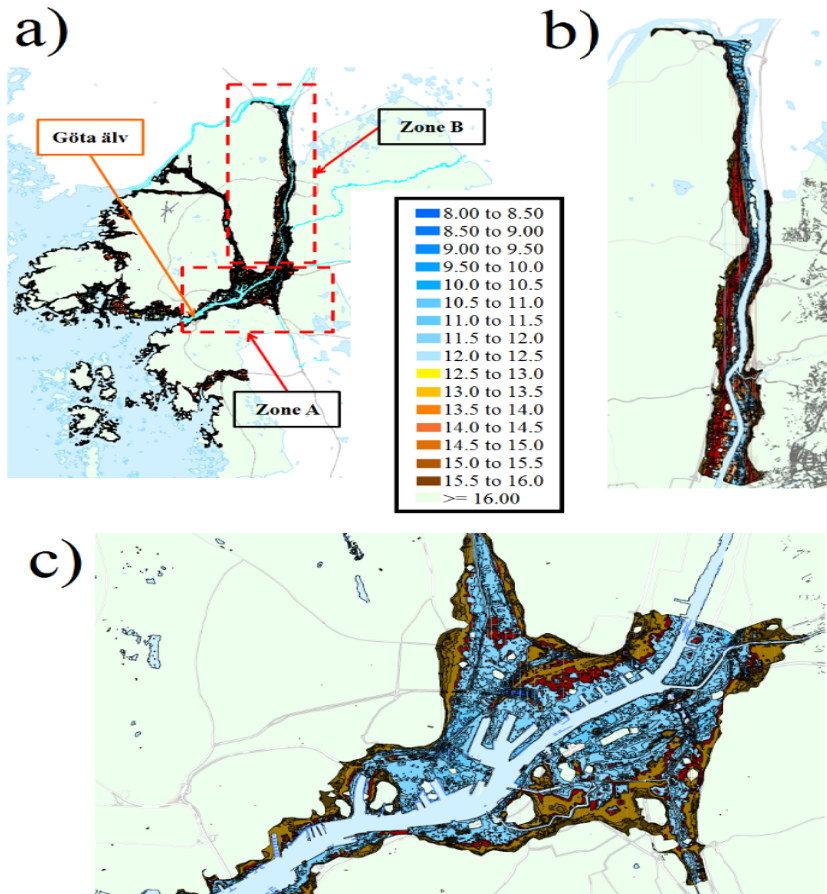 a)
b)
Göta älv
Zone B
Zone A
8.00 to 8.50
8.50 to 9.00
9.00 to 9.50
9.50 to 10.0
10.0 to 10.5
10.5 to 11.0
11.0 to 11.5
11.5 to 12.0
12.0 to 12.5
12.5 to 13.0
13.0 to 13.5
13.5 to 14.0
14.0 to 14.5
14.5 to 15.0
15.0 to 15.5
15.5 to 16.0
>= 16.00
c)